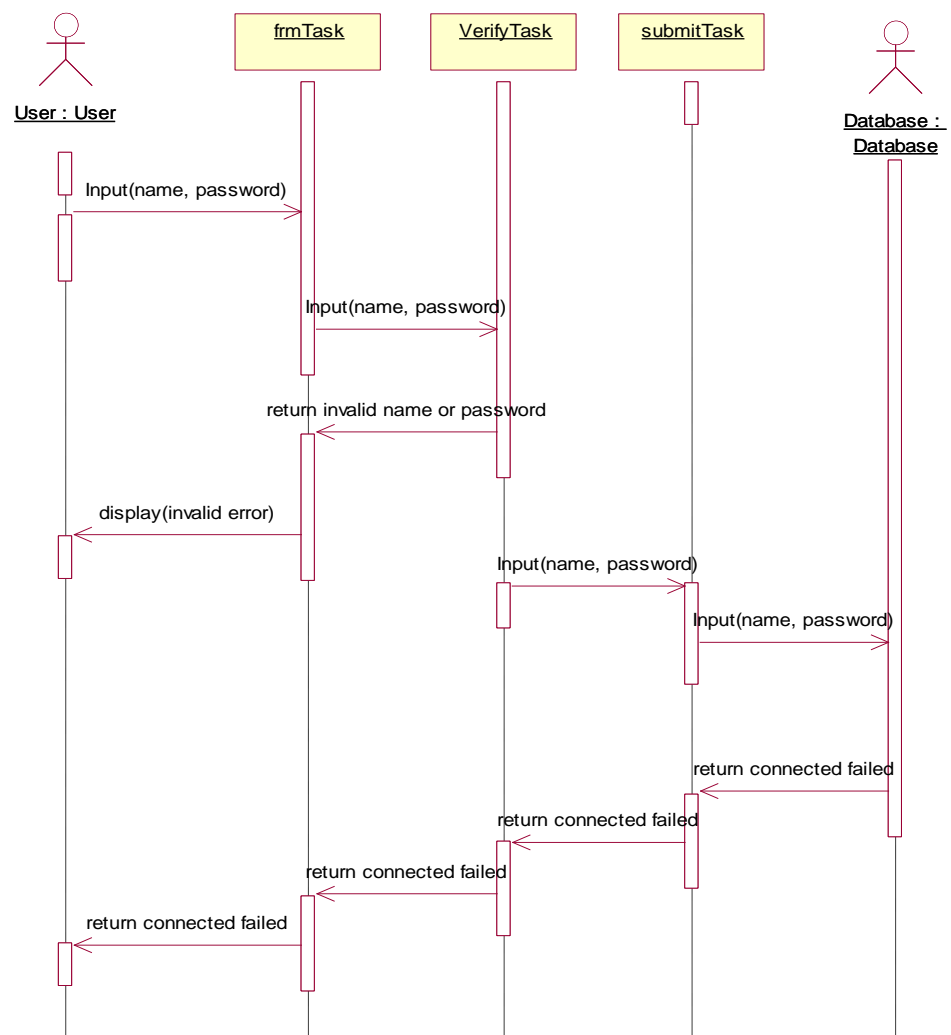 frmTask
VerifyTask
submitTask
User : User
Database :
Database
Input(name, password)
Input(name, password)
return invalid name or password
display(invalid error)
Input(name, password)
Input(name, password)
return connected failed
return connected failed
return connected failed
return connected failed